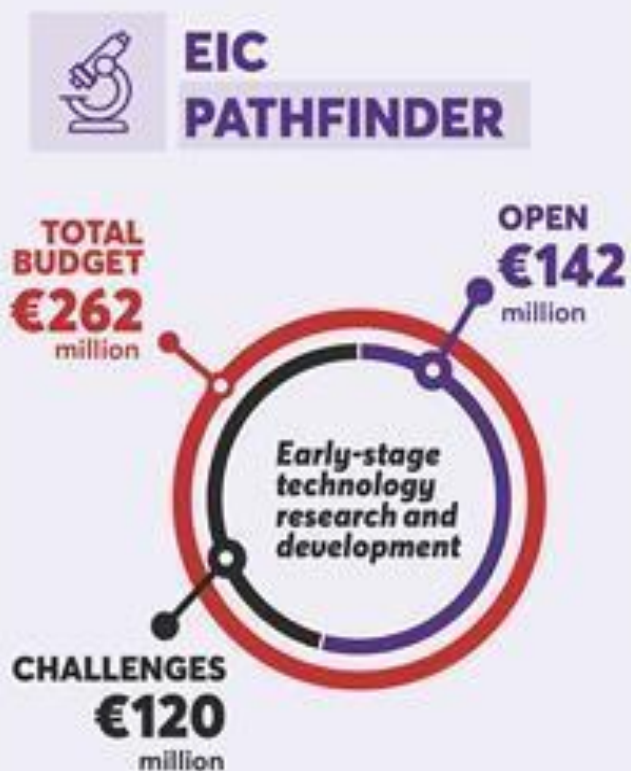 EIC
PATHFINDER
TOTAL
BUDGET
€262
million
OPEN
€142
million
Early-stage
technology
research and
development
CHALLENGES
€120
million